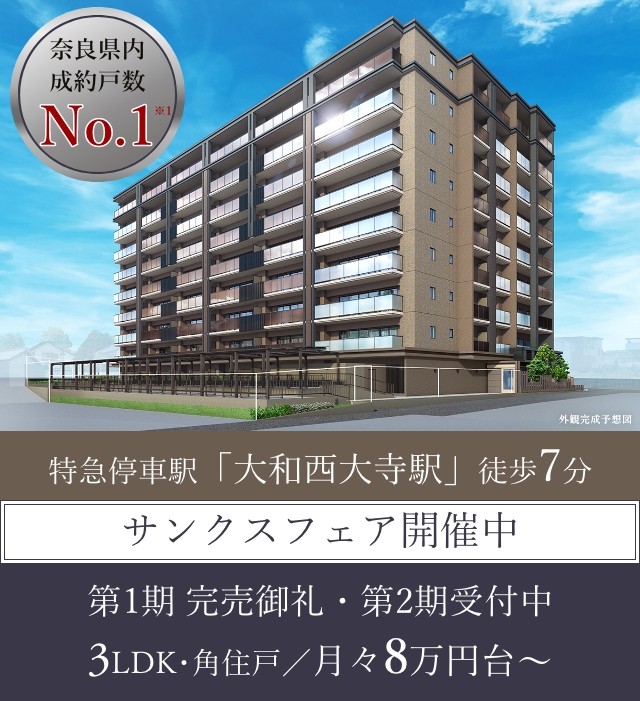 奈良県内
成約戸数
No.1※1
外観完成予想図
特急停車駅「大和西大寺駅」徒歩7分
サンクスフェア開催中
第1期 完売御礼・第2期受付中
3LDK・角住戸／月々8万円台〜